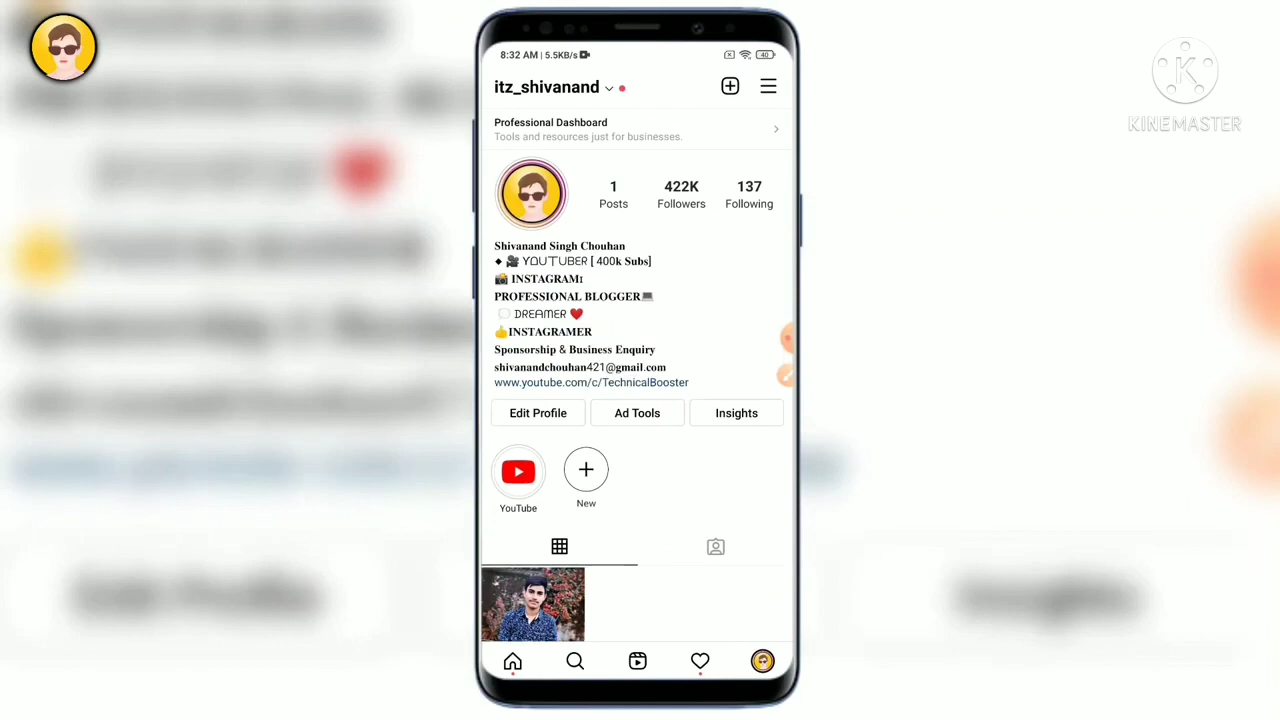 8:32 AM | 5.5KB/s
40
itz_shivanand
KINEMASTER
Professional Dashboard
Tools and resources just for businesses.
1
422K
137
Posts
Followers
Following
Shivanand Singh Chouhan
◆ 🎥 YOUTUBER [ 400k Subs]
📸 INSTAGRAMɪ
PROFESSIONAL BLOGGER💻
💭 DREAMER ❤️
👍INSTAGRAMER
Sponsorship & Business Enquiry
shivanandchouhan421@gmail.com
www.youtube.com/c/TechnicalBooster
Edit Profile
Ad Tools
Insights
YouTube
New